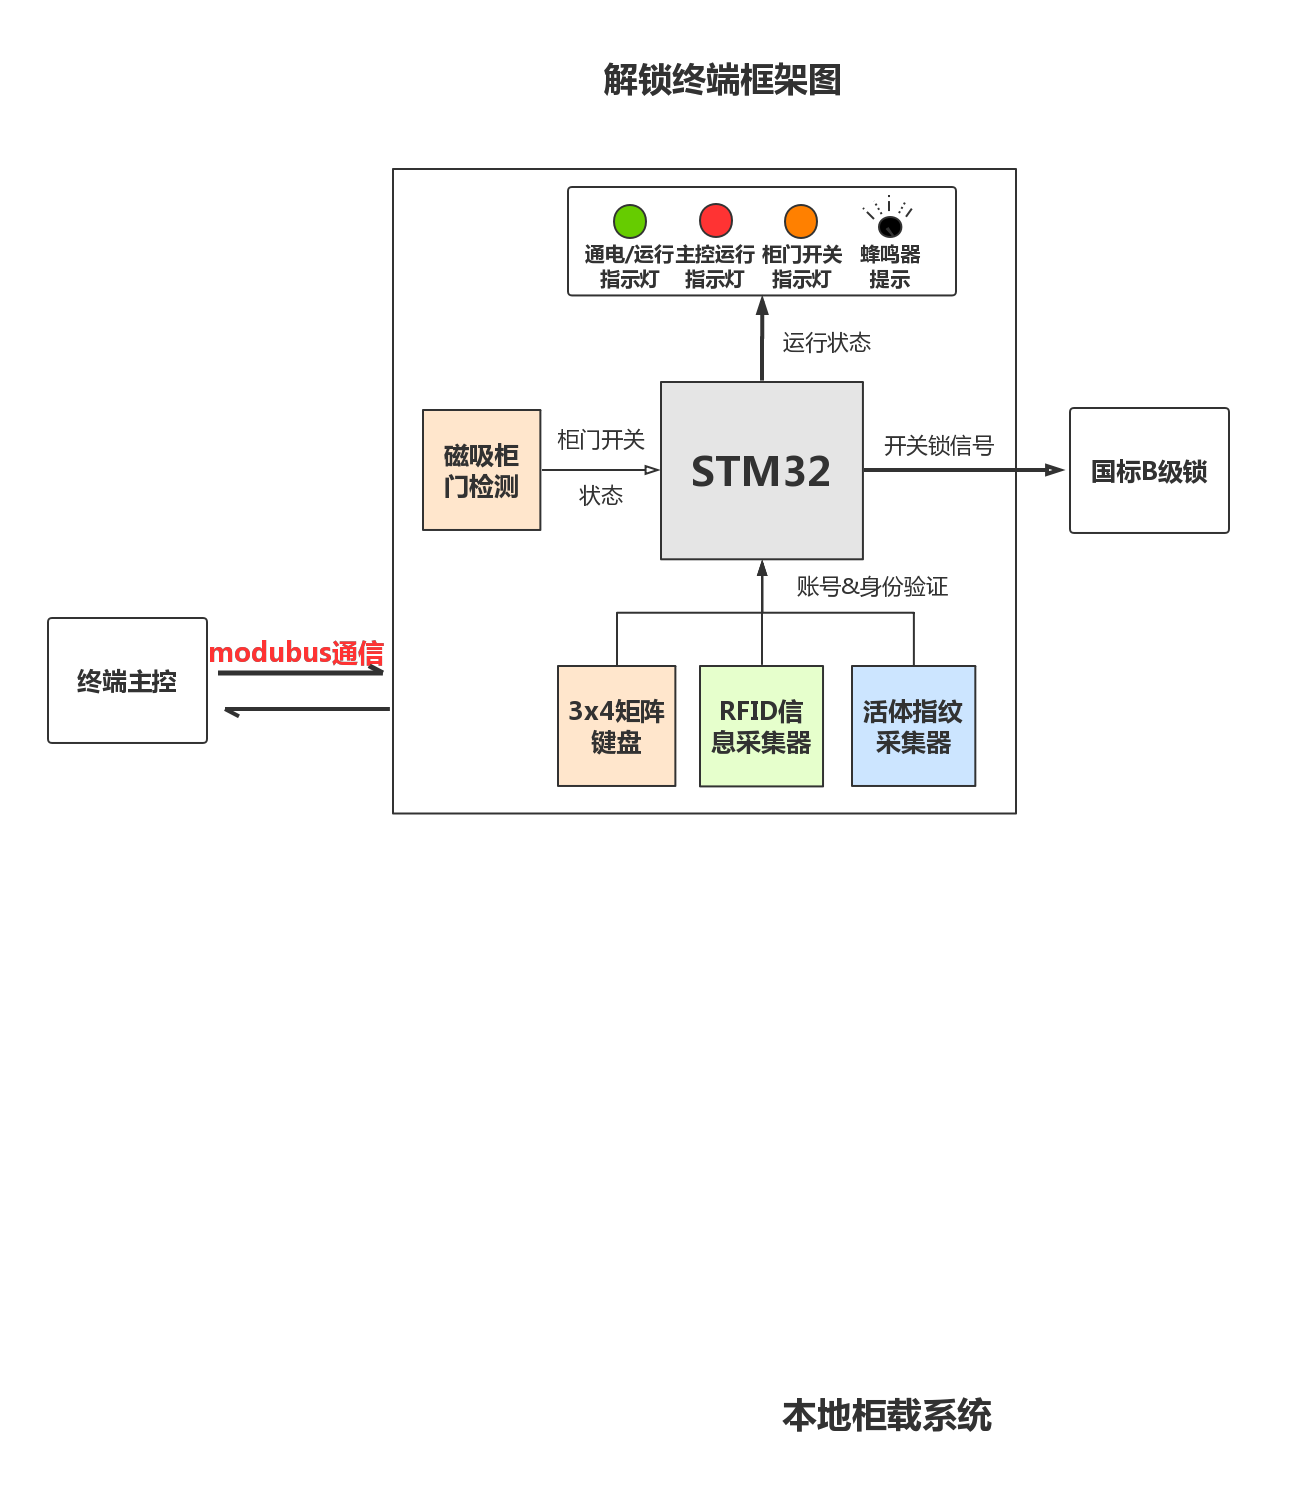 解锁终端框架图
通电/运行
指示灯
主控运行
指示灯
柜门开关
指示灯
蜂鸣器
提示
运行状态
磁吸柜
门检测
柜门开关
状态
STM32
开关锁信号
国标B级锁
账号&身份验证
终端主控
modubus通信
3x4矩阵
键盘
RFID信
息采集器
活体指纹
采集器
本地柜载系统